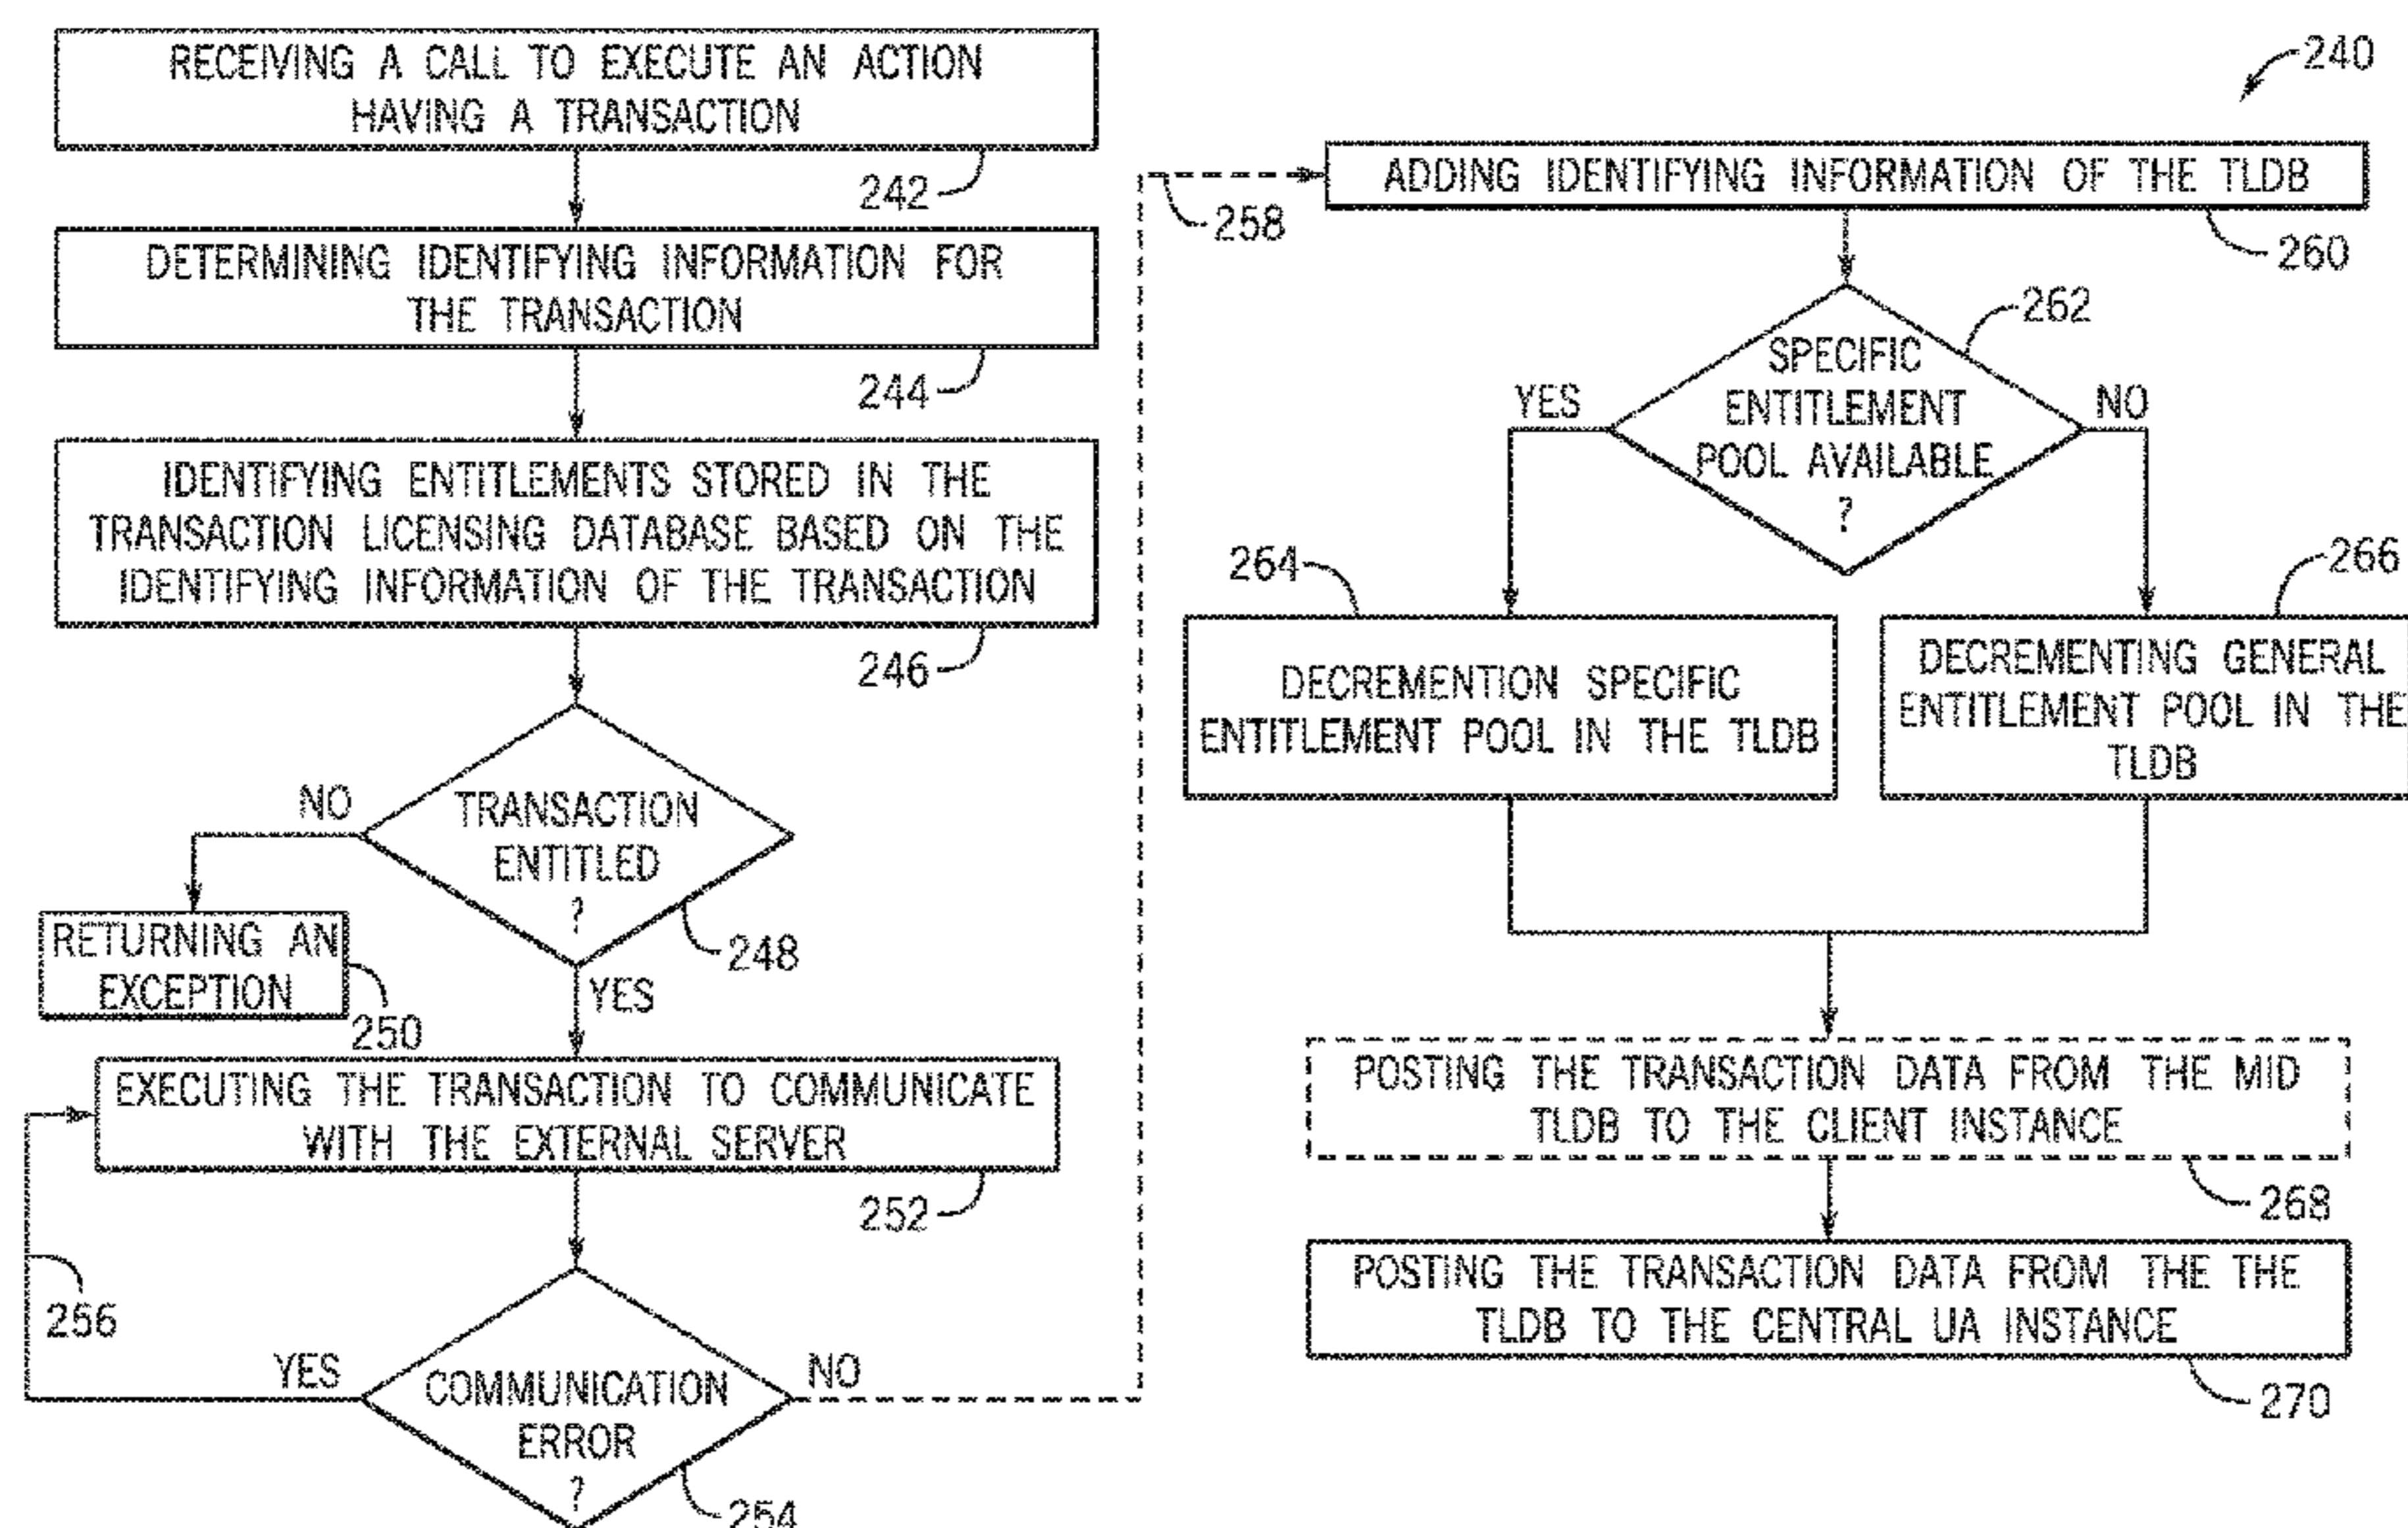 RECEIVING A CALL TO EXECUTE AN ACTION
HAVING A TRANSACTION
242
DETERMINING IDENTIFYING INFORMATION FOR
THE TRANSACTION
244
IDENTIFYING ENTITLEMENTS STORED IN THE
TRANSACTION LICENSING DATABASE BASED ON THE
IDENTIFYING INFORMATION OF THE TRANSACTION
246
NO
TRANSACTION
ENTITLED
?
248
RETURNING AN
EXCEPTION
250
YES
EXECUTING THE TRANSACTION TO COMMUNICATE
WITH THE EXTERNAL SERVER
252
256
YES
COMMUNICATION
ERROR
?
NO
254
240
258
ADDING IDENTIFYING INFORMATION OF THE TLDB
260
262
SPECIFIC
ENTITLEMENT
POOL AVAILABLE
?
YES
NO
264
DECREMENTION SPECIFIC
ENTITLEMENT POOL IN THE TLDB
266
DECREMENTING GENERAL
ENTITLEMENT POOL IN THE
TLDB
POSTING THE TRANSACTION DATA FROM THE MID
TLDB TO THE CLIENT INSTANCE
268
POSTING THE TRANSACTION DATA FROM THE THE
TLDB TO THE CENTRAL UA INSTANCE
270